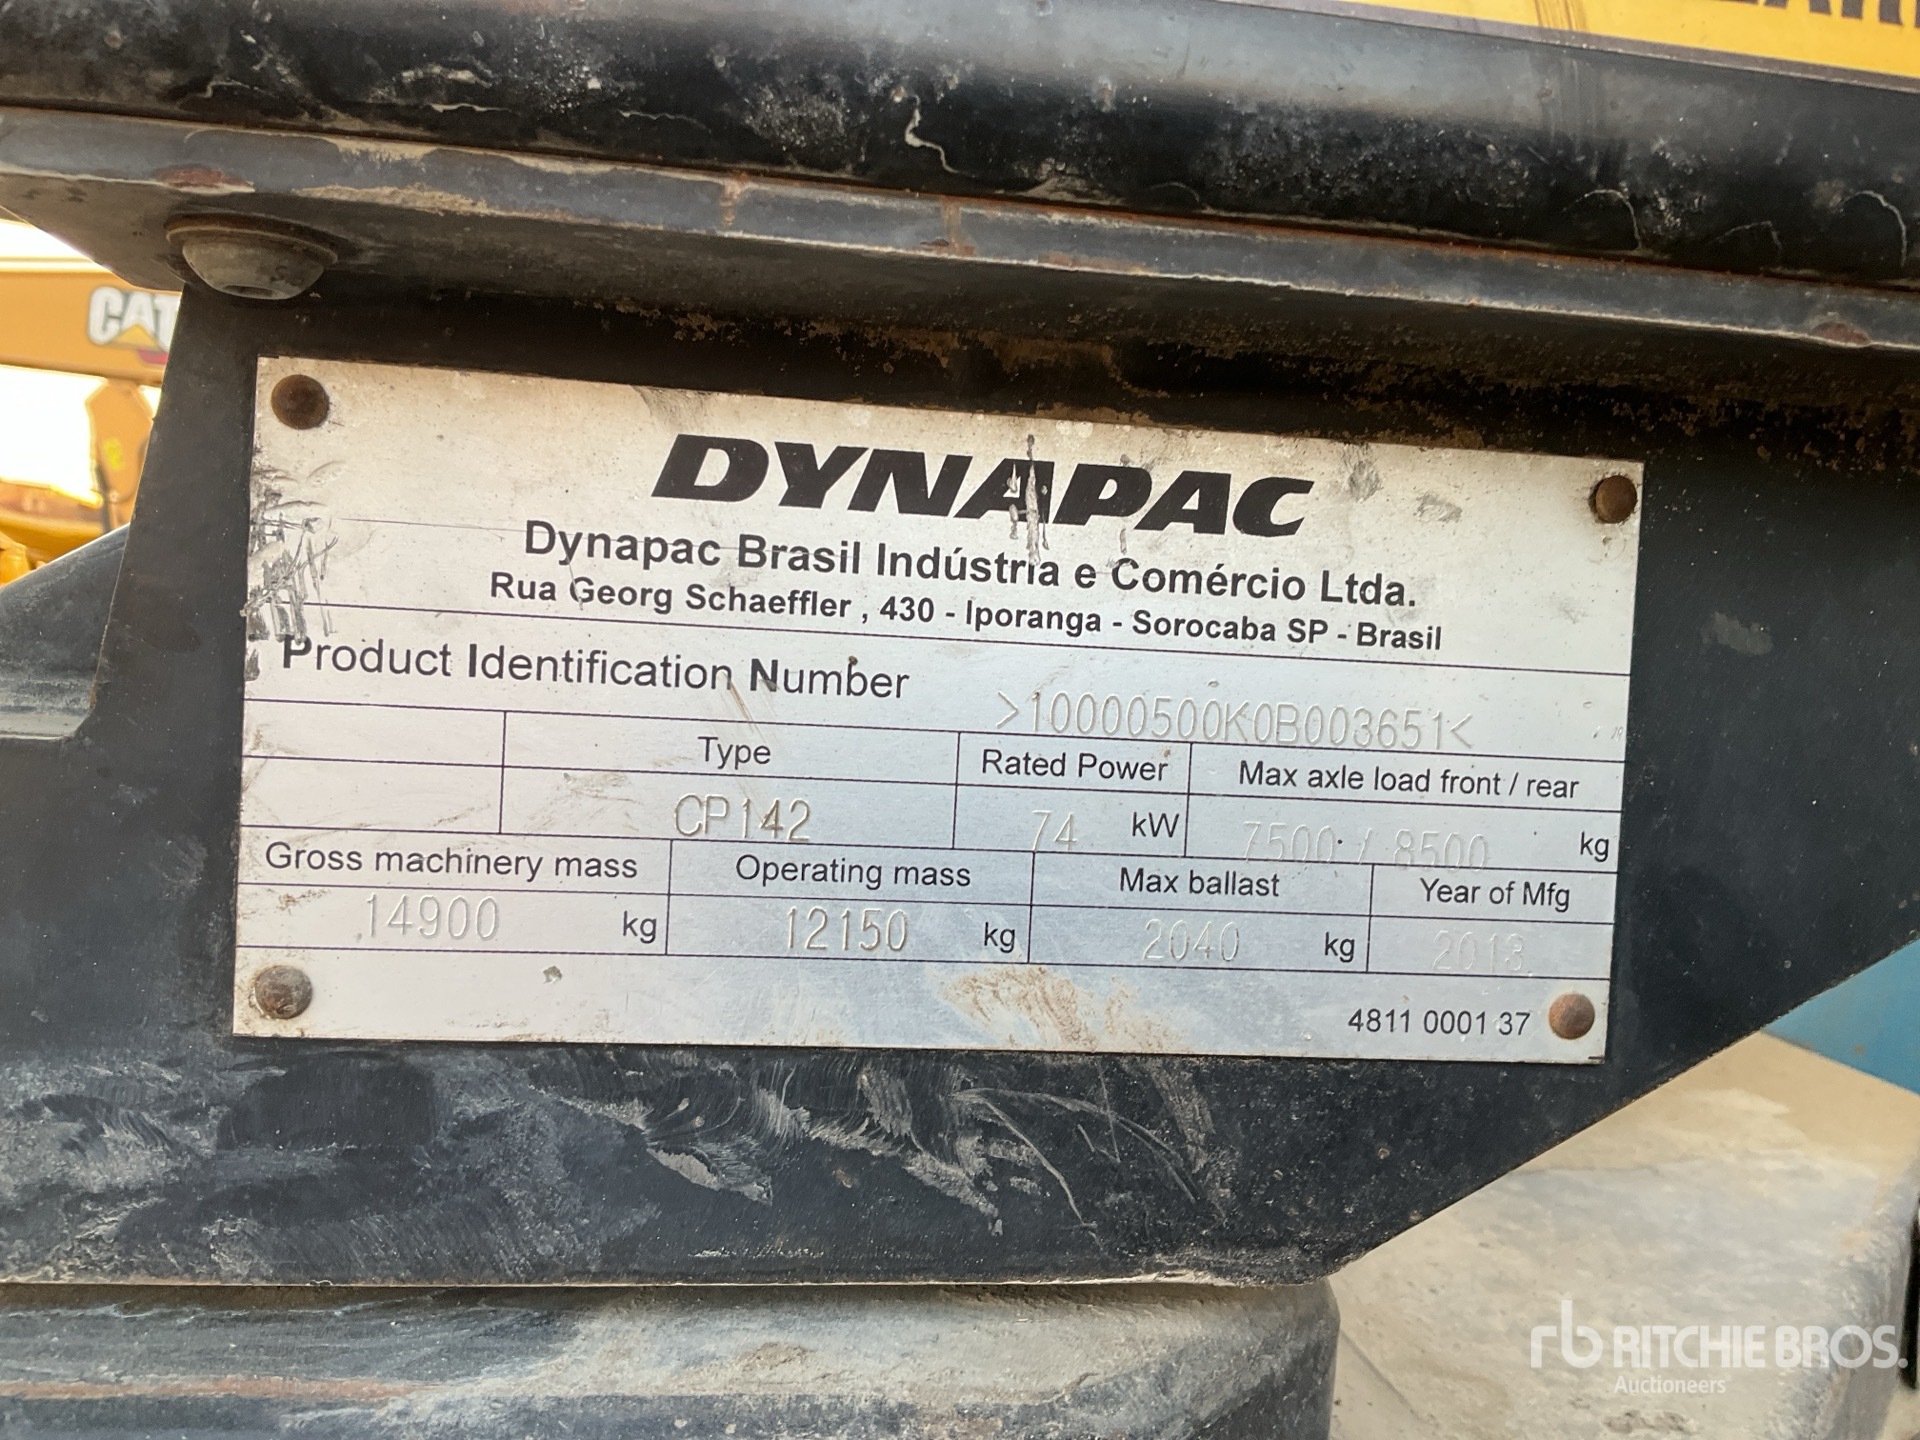 CAT
DYNAPAC
Dynapac Brasil Indústria e Comércio Ltda.
Rua Georg Schaeffler , 430 - Iporanga - Sorocaba SP - Brasil
Product Identification Number >10000500K0B003651<
Type Rated Power Max axle load front / rear
CP142 74 kW 7500 / 8500 kg
Gross machinery mass Operating mass Max ballast Year of Mfg
14900 kg 12150 kg 2040 kg 2013
4811 0001 37
rb RITCHIE BROS.
Auctioneers